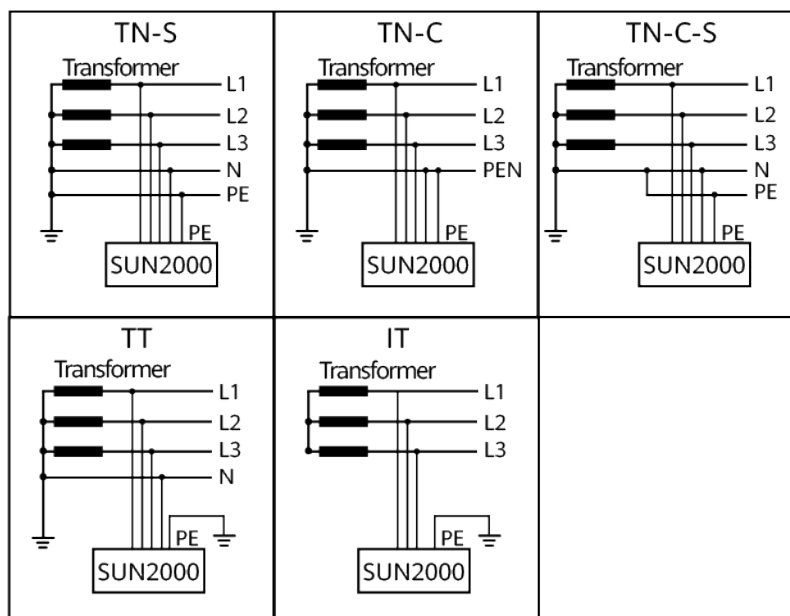 TN-S
Transformer
L1
L2
L3
N
PE
PE
SUN2000
TN-C
Transformer
L1
L2
L3
PEN
PE
SUN2000
TN-C-S
Transformer
L1
L2
L3
N
PE
PE
SUN2000
TT
Transformer
L1
L2
L3
N
PE
SUN2000
IT
Transformer
L1
L2
L3
PE
SUN2000